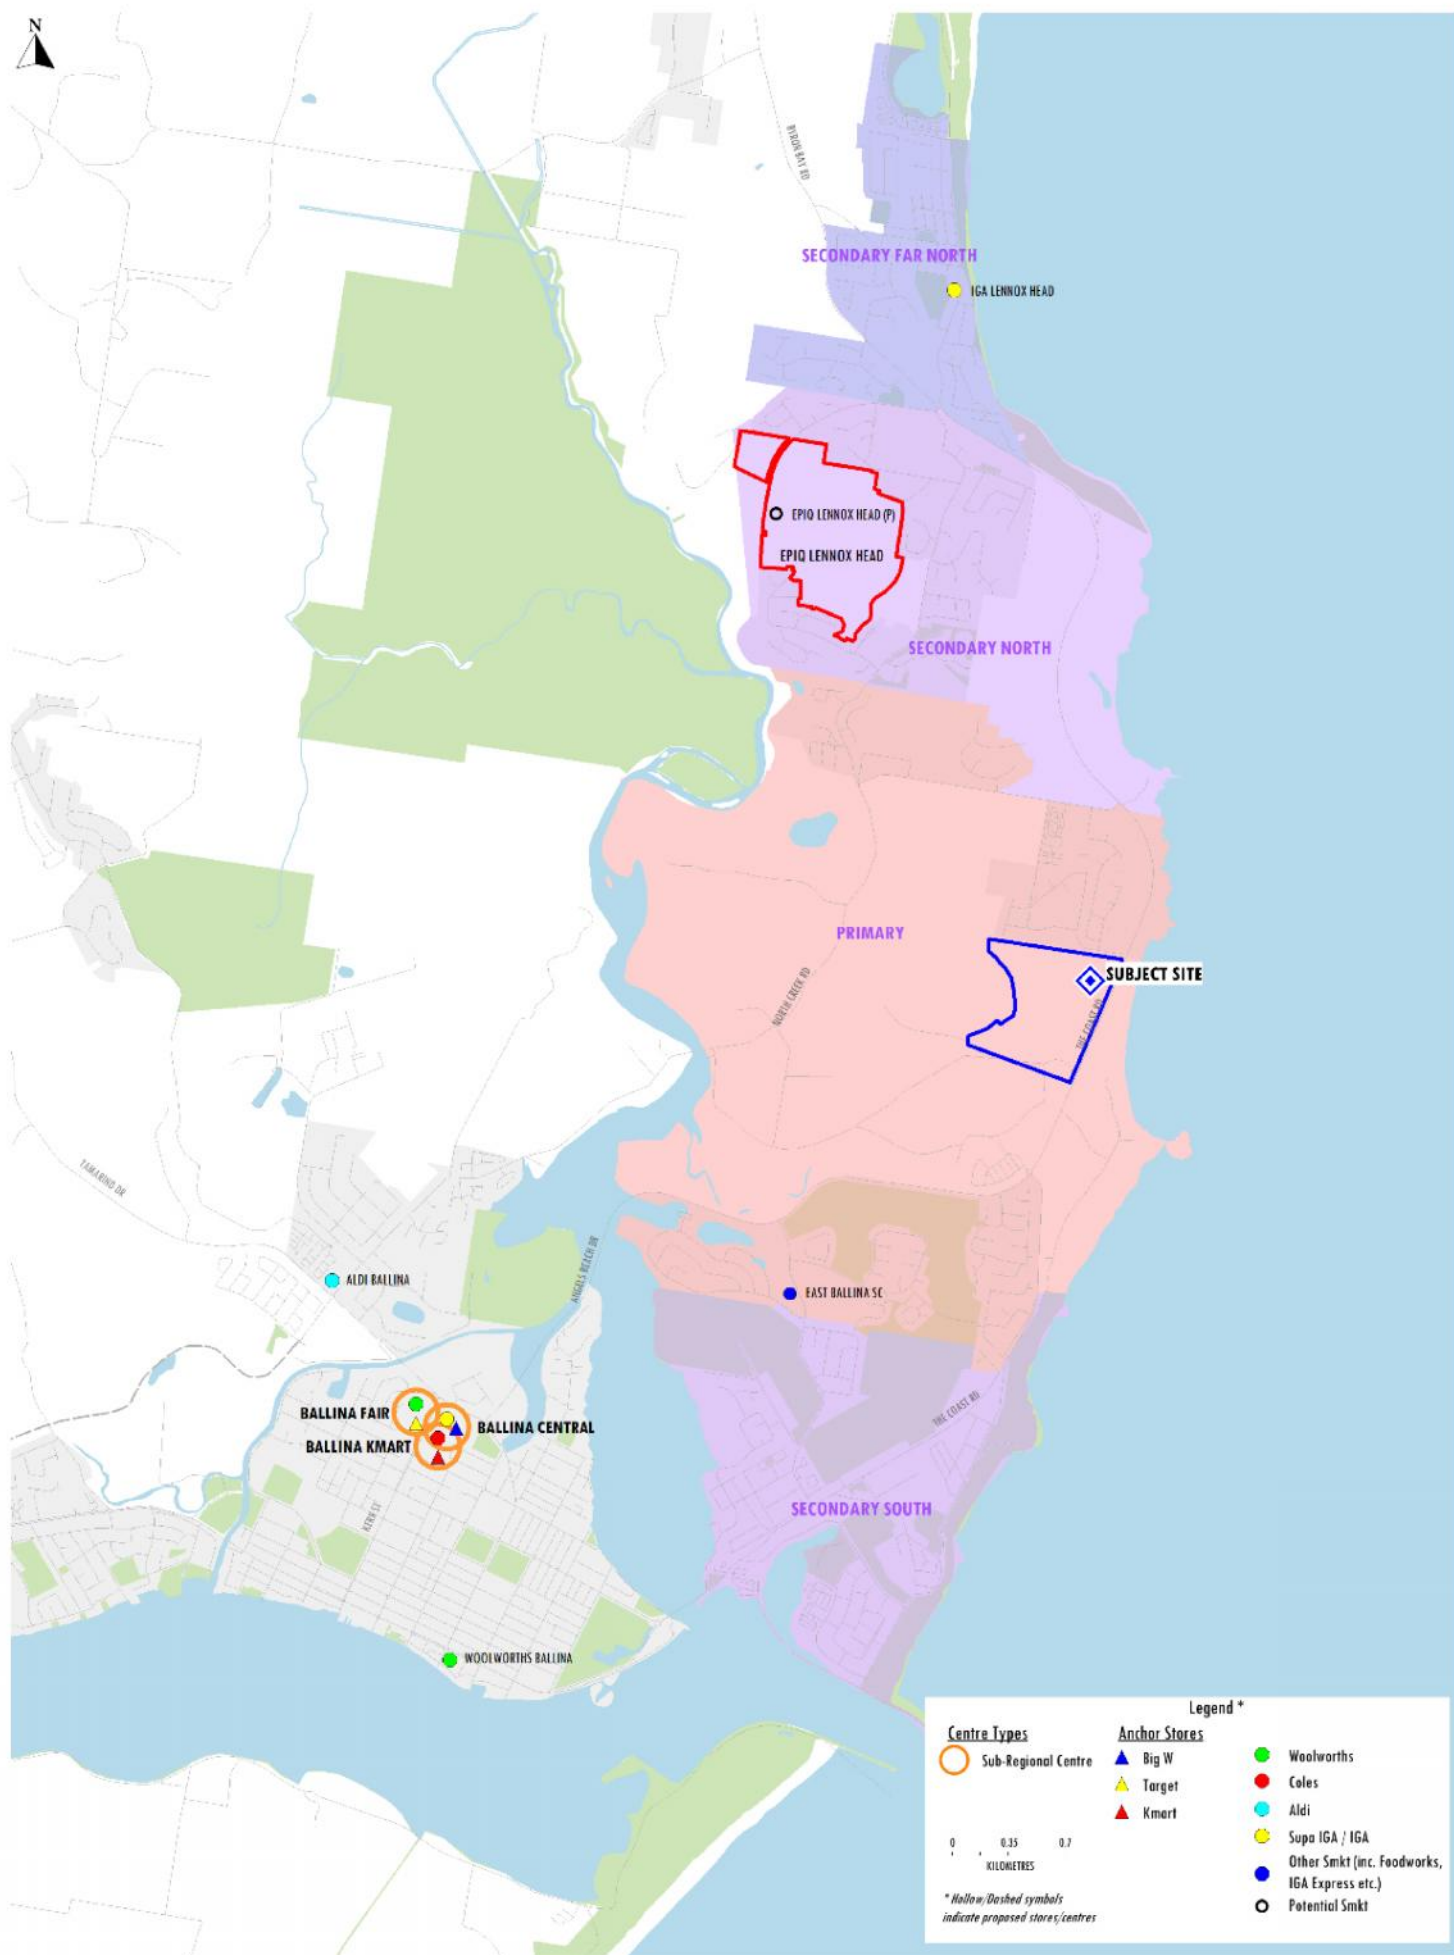 N
BYRON BAY RD
SECONDARY FAR NORTH
IGA LENNOX HEAD
EPIQ LENNOX HEAD (P)
EPIQ LENNOX HEAD
SECONDARY NORTH
PRIMARY
SUBJECT SITE
NORTH CREEK RD
THE COAST RD
TAMARIND DR
ANGELS BEACH DR
ALDI BALLINA
EAST BALLINA SC
BALLINA FAIR
BALLINA CENTRAL
BALLINA KMART
THE COAST RD
KERR ST
SECONDARY SOUTH
WOOLWORTHS BALLINA
Legend *
Centre Types
Sub-Regional Centre
0 0.35 0.7
KILOMETRES
* Hollow/Dashed symbols
indicate proposed stores/centres
Anchor Stores
Big W
Target
Kmart
Woolworths
Coles
Aldi
Supa IGA / IGA
Other Smkt (inc. Foodworks,
IGA Express etc.)
Potential Smkt